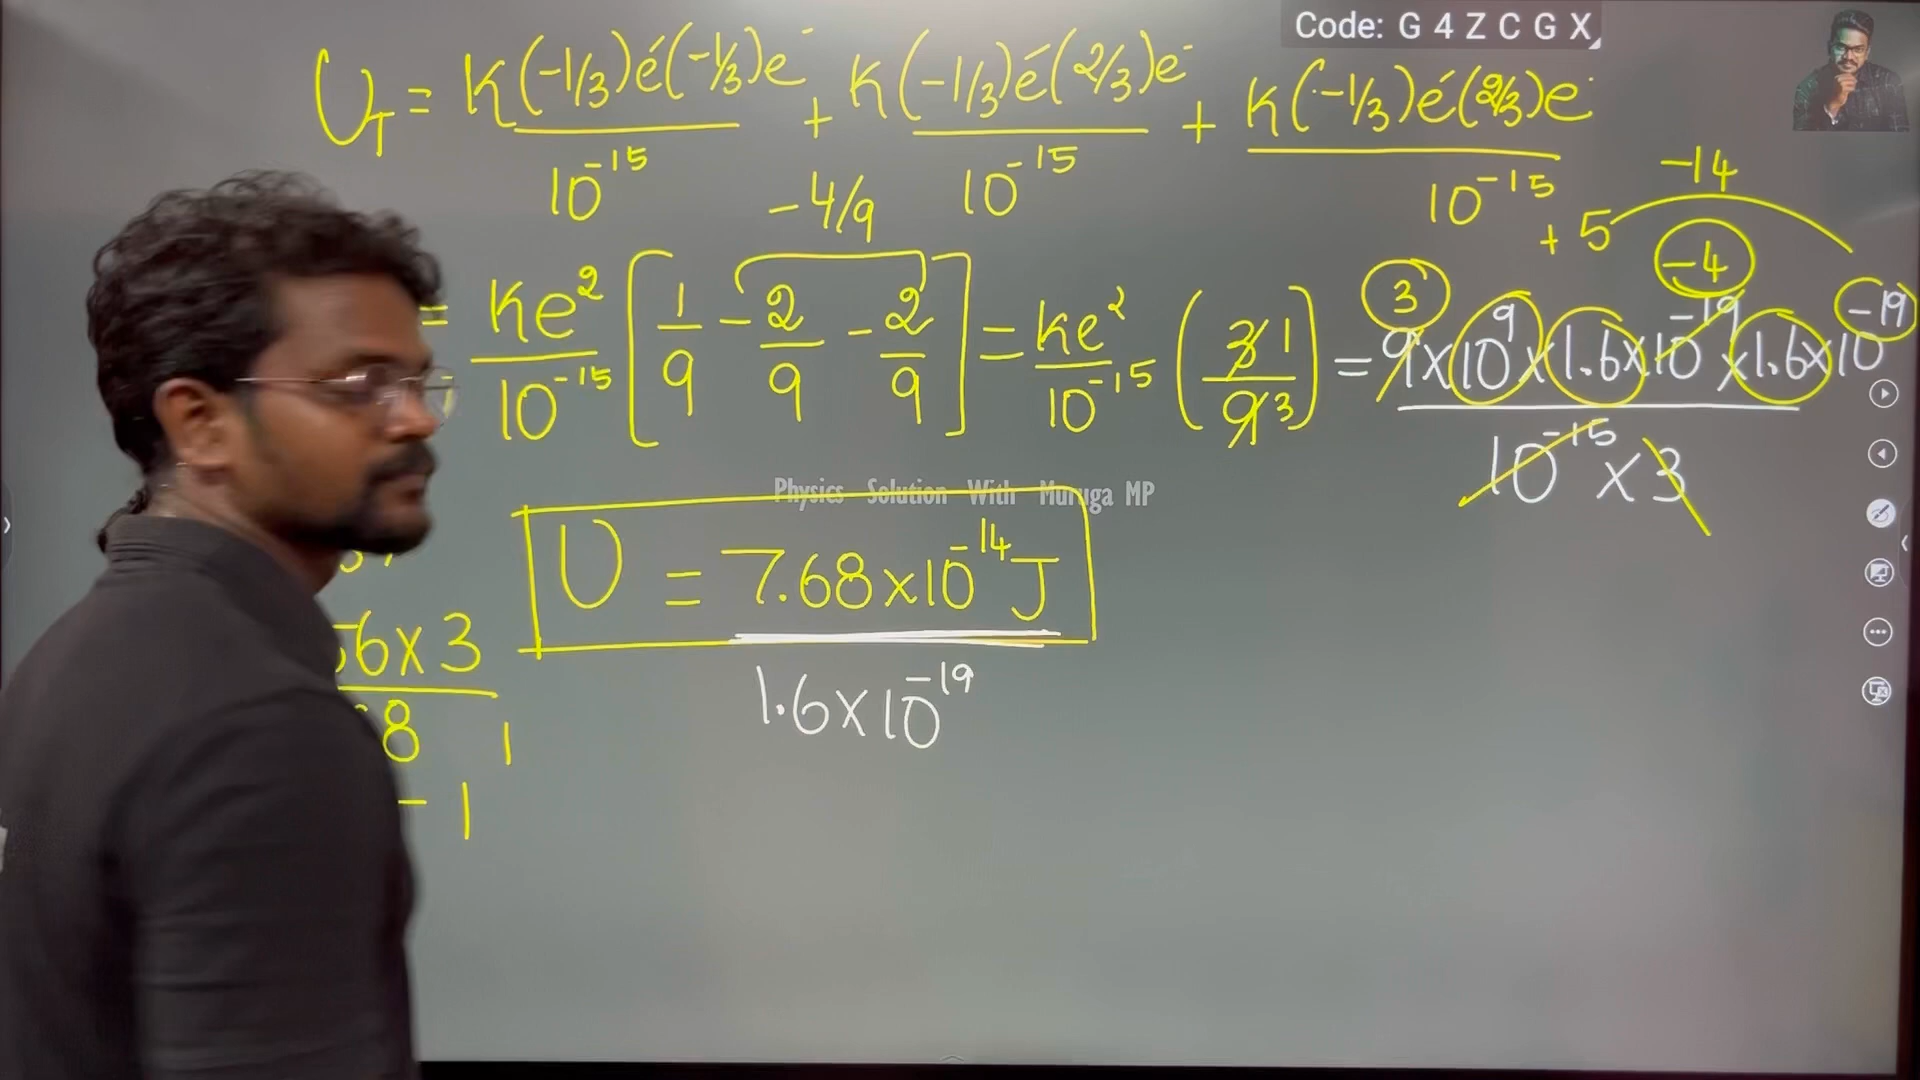 Code: G 4 Z C G X
U_T = K(-1/3)e⁻(-1/3)e⁻ / 10⁻¹⁵ + K(-1/3)e⁻(2/3)e⁻ / 10⁻¹⁵ + K(-1/3)e⁻(2/3)e⁻ / 10⁻¹⁵
-4/9
-14
+5
3
-4
-19
= Ke² / 10⁻¹⁵ [1/9 - 2/9 - 2/9] = Ke² / 10⁻¹⁵ (3 1 / 9 3) = 9×10⁹×1.6×10⁻¹⁹×1.6×10 / 10⁻¹⁵×3
Physics Solution With Muruga MP
U = 7.68×10⁻¹⁴ J
1.6×10⁻¹⁹
6×3
8 1
- 1